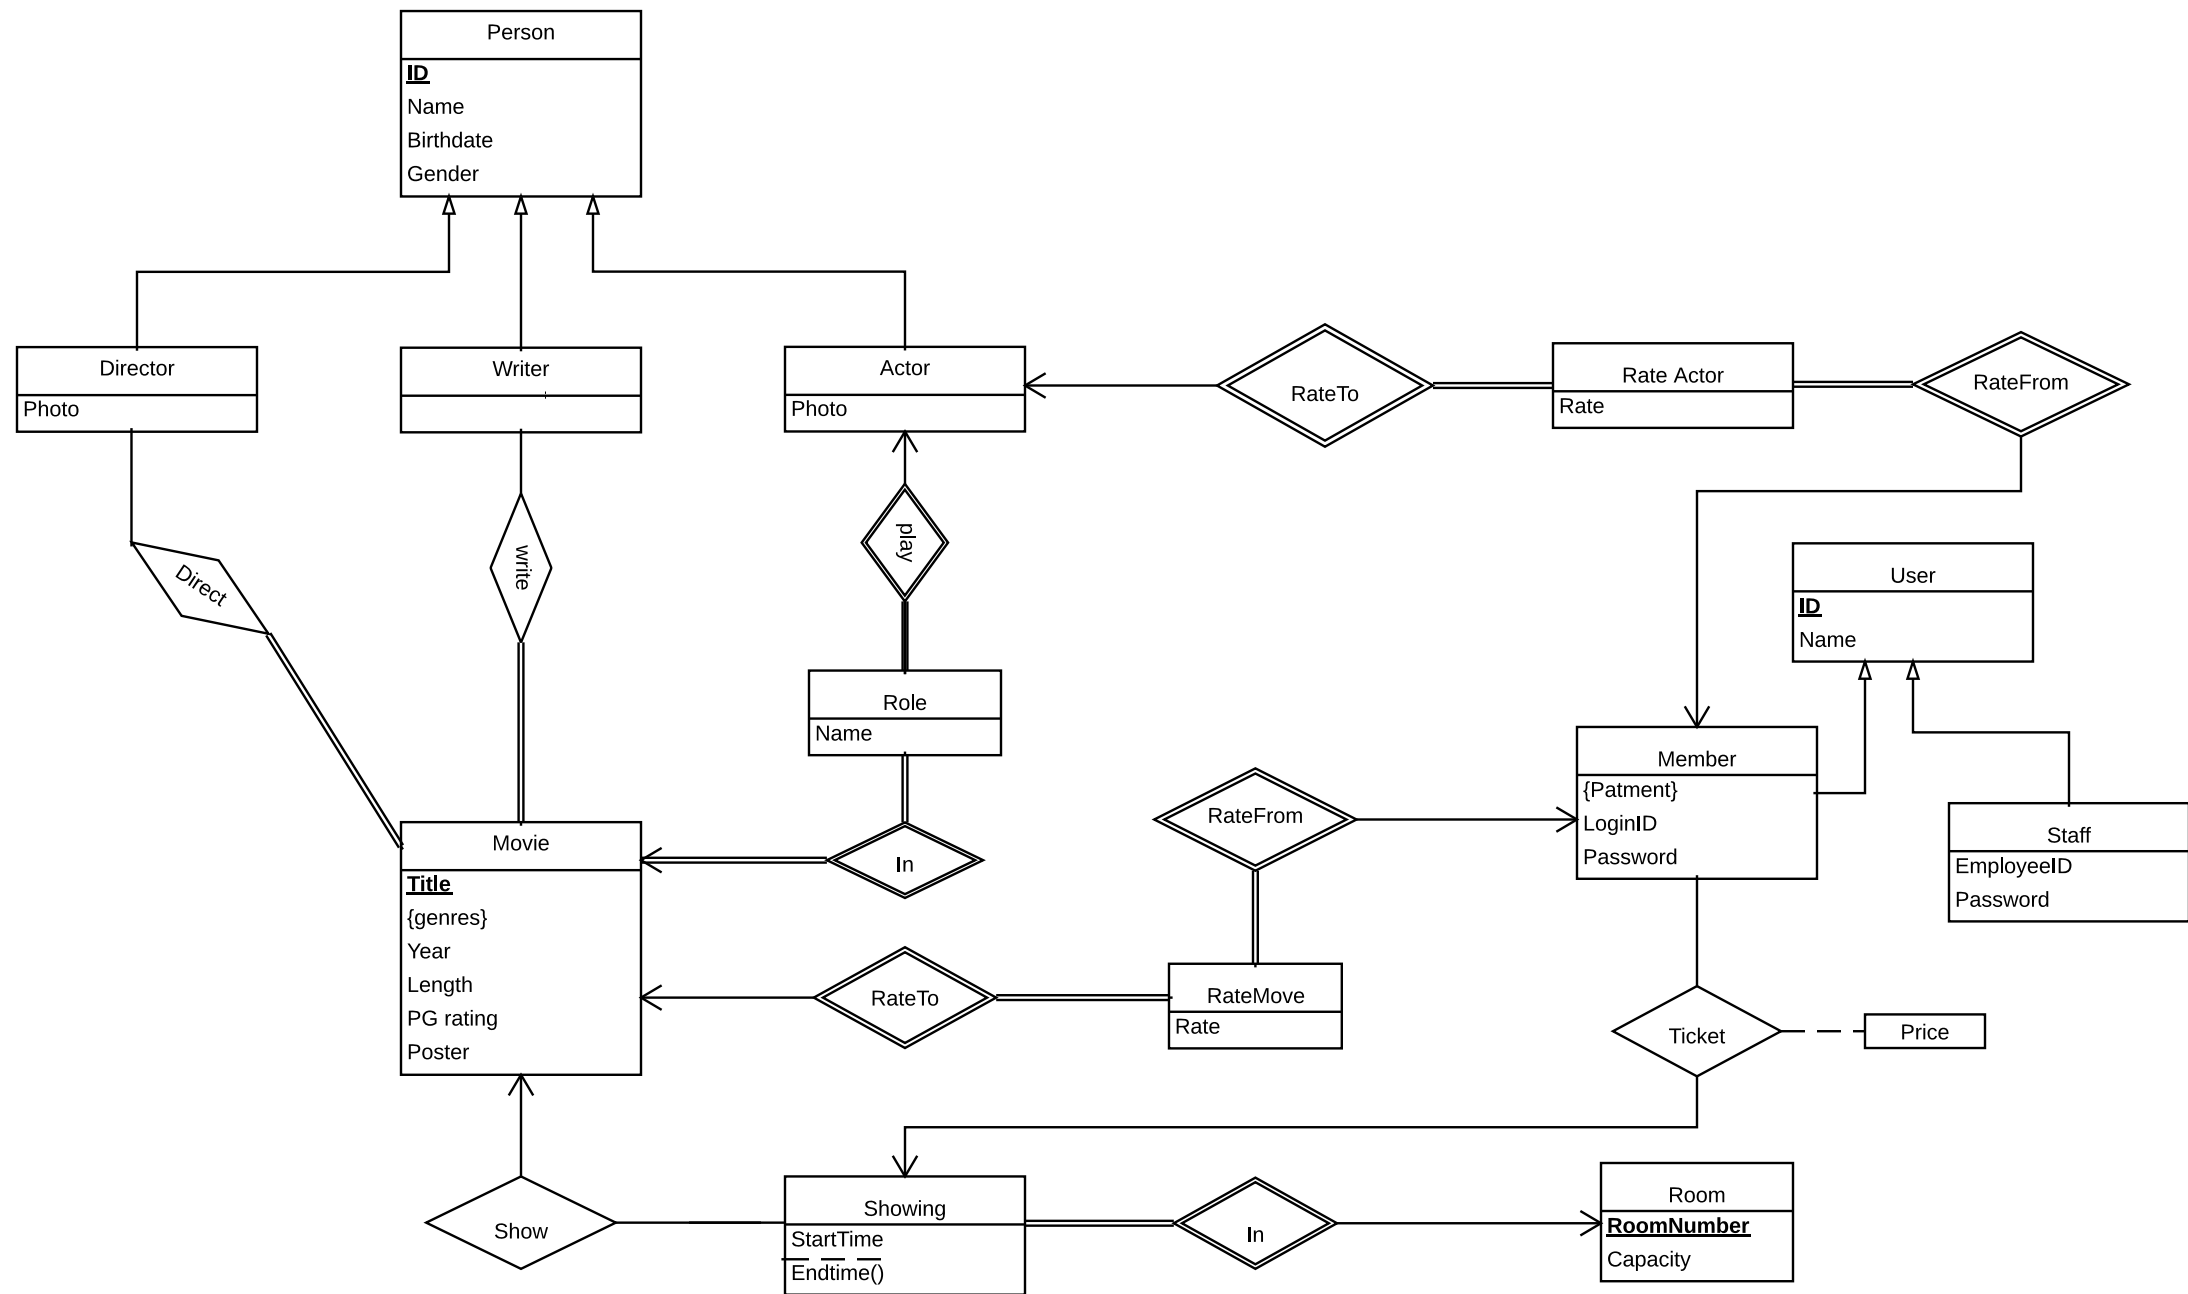 Person
ID
Name
Birthdate
Gender
Director
Photo
Writer
Actor
Photo
RateTo
Rate Actor
Rate
RateFrom
Direct
write
play
User
ID
Name
Role
Name
Member
{Patment}
LoginID
Password
Staff
EmployeeID
Password
RateFrom
Movie
Title
{genres}
Year
Length
PG rating
Poster
In
RateTo
RateMove
Rate
Ticket
Price
Show
Showing
StartTime
Endtime()
In
Room
RoomNumber
Capacity